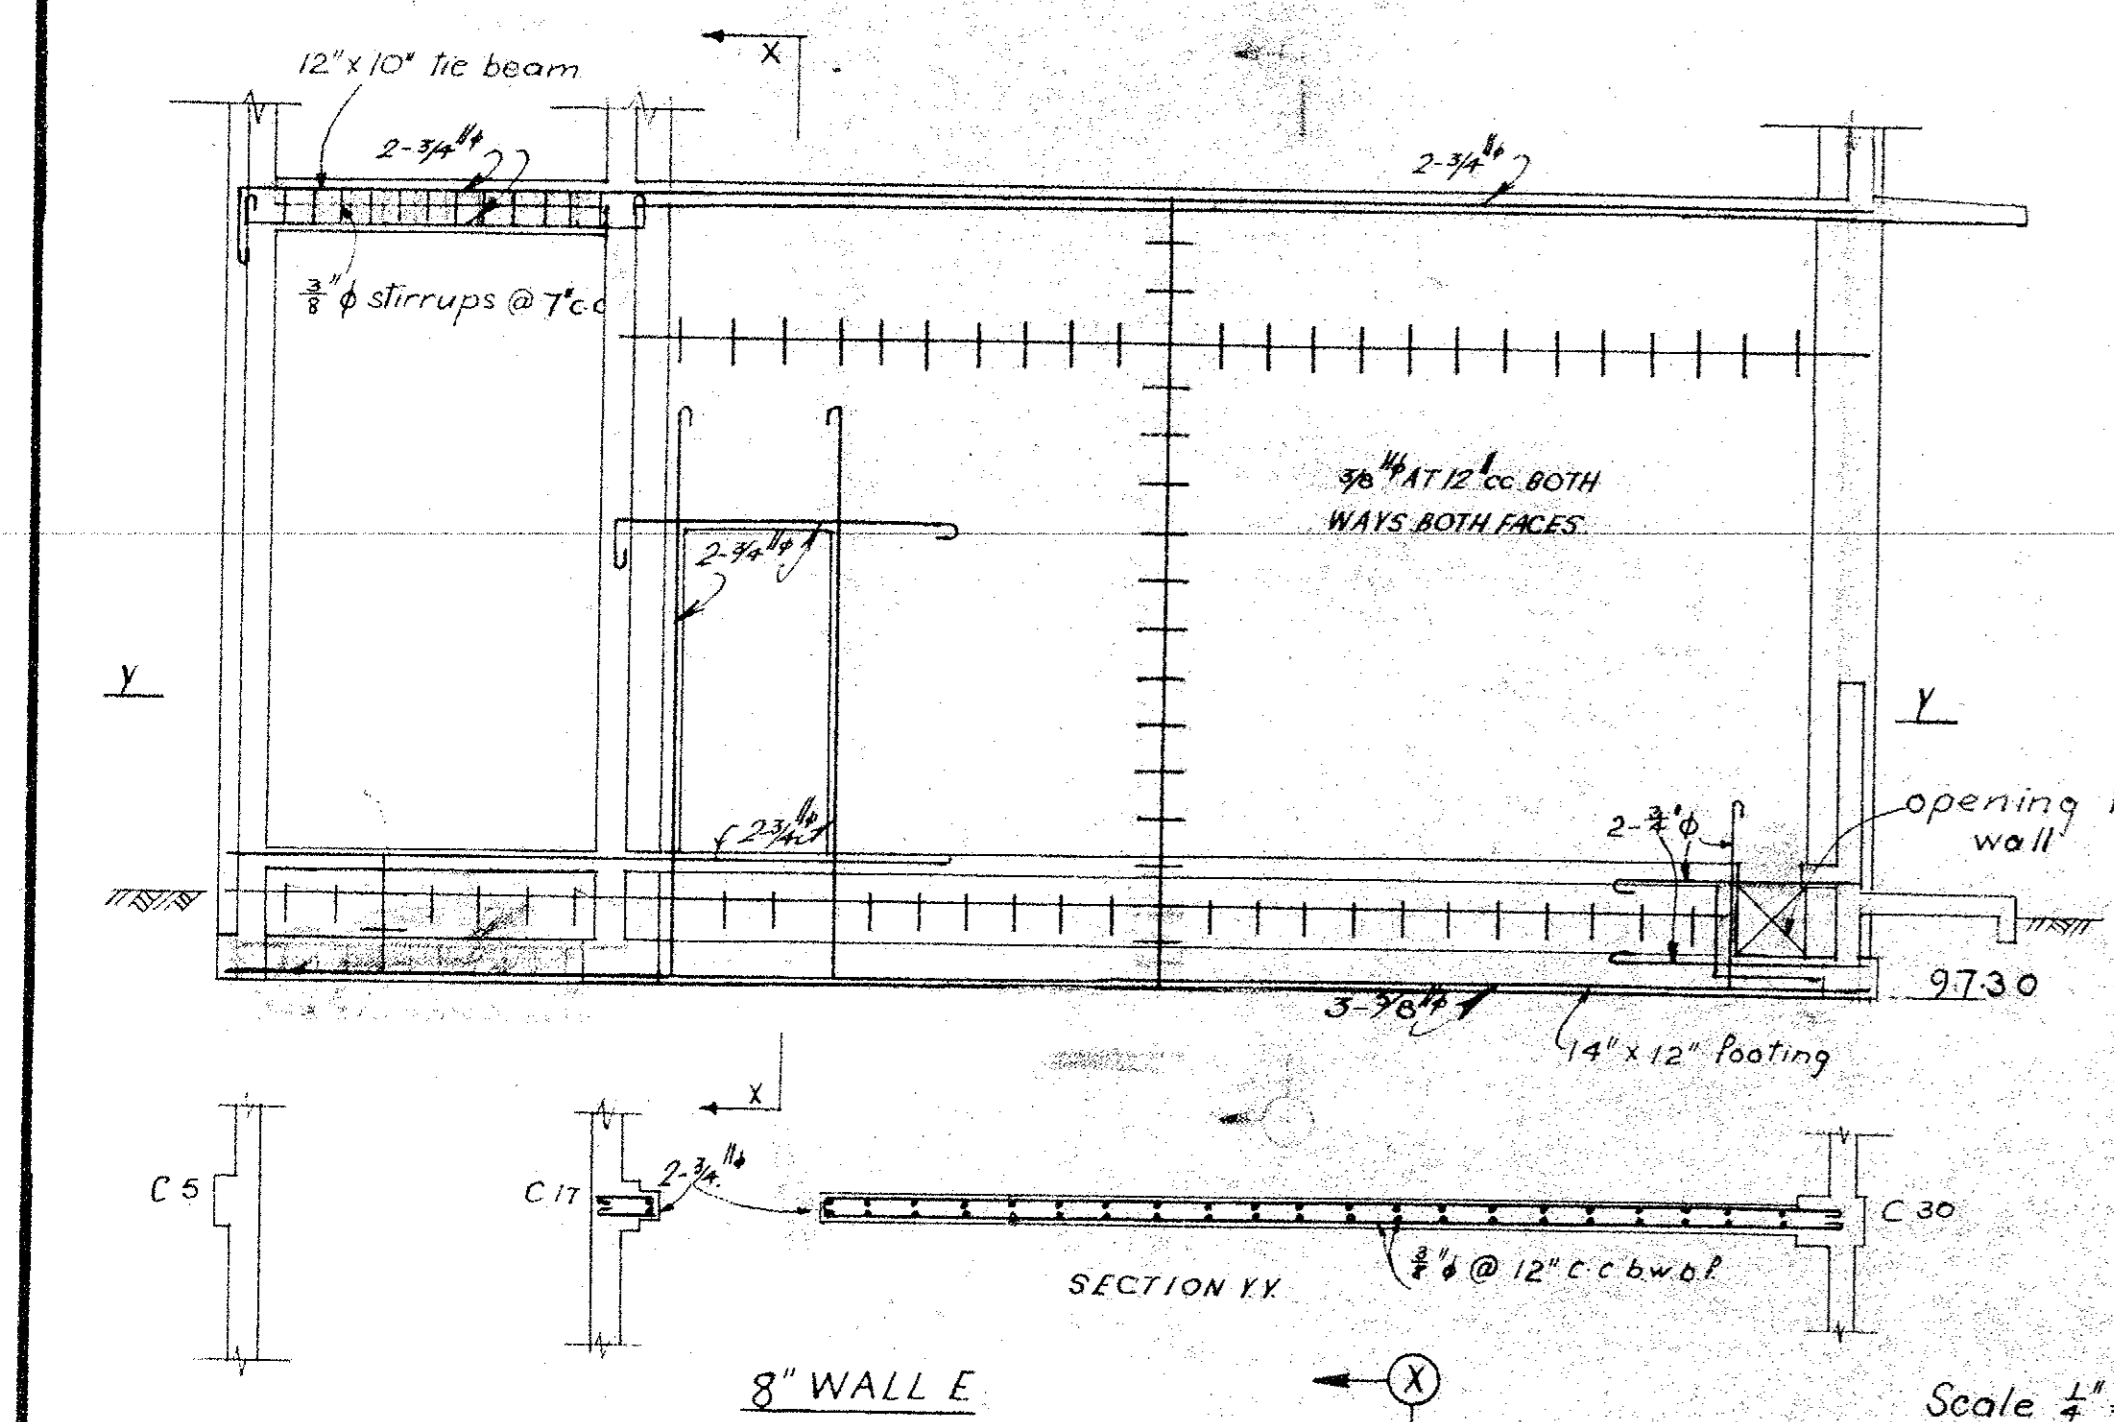 12"x10" tie beam
X
2-3/4"φ
2-3/4"φ
3/8"φ stirrups @ 7"c.c
3/8"φ AT 12"cc BOTH
WAYS BOTH FACES.
2-3/4"φ
Y
Y
2-3/4"φ
2-3/4"φ
opening
wall
97.30
3-5/8"φ
14" x 12" footing
X
C 5
C 17
2-3/4"φ
C 30
3/8"φ @ 12" c.c b.w b.f.
SECTION Y.Y.
8" WALL E
X
Scale 1/4" =